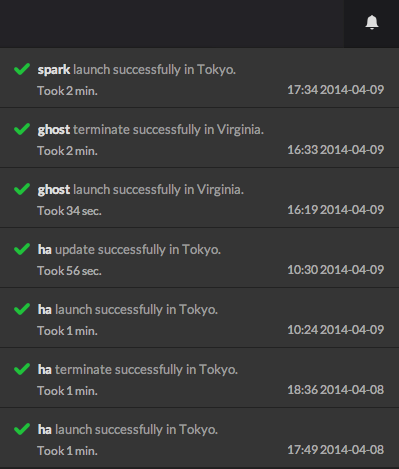 spark launch successfully in Tokyo.
Took 2 min. 17:34 2014-04-09
ghost terminate successfully in Virginia.
Took 2 min. 16:33 2014-04-09
ghost launch successfully in Virginia.
Took 34 sec. 16:19 2014-04-09
ha update successfully in Tokyo.
Took 56 sec. 10:30 2014-04-09
ha launch successfully in Tokyo.
Took 1 min. 10:24 2014-04-09
ha terminate successfully in Tokyo.
Took 1 min. 18:36 2014-04-08
ha launch successfully in Tokyo.
Took 1 min. 17:49 2014-04-08